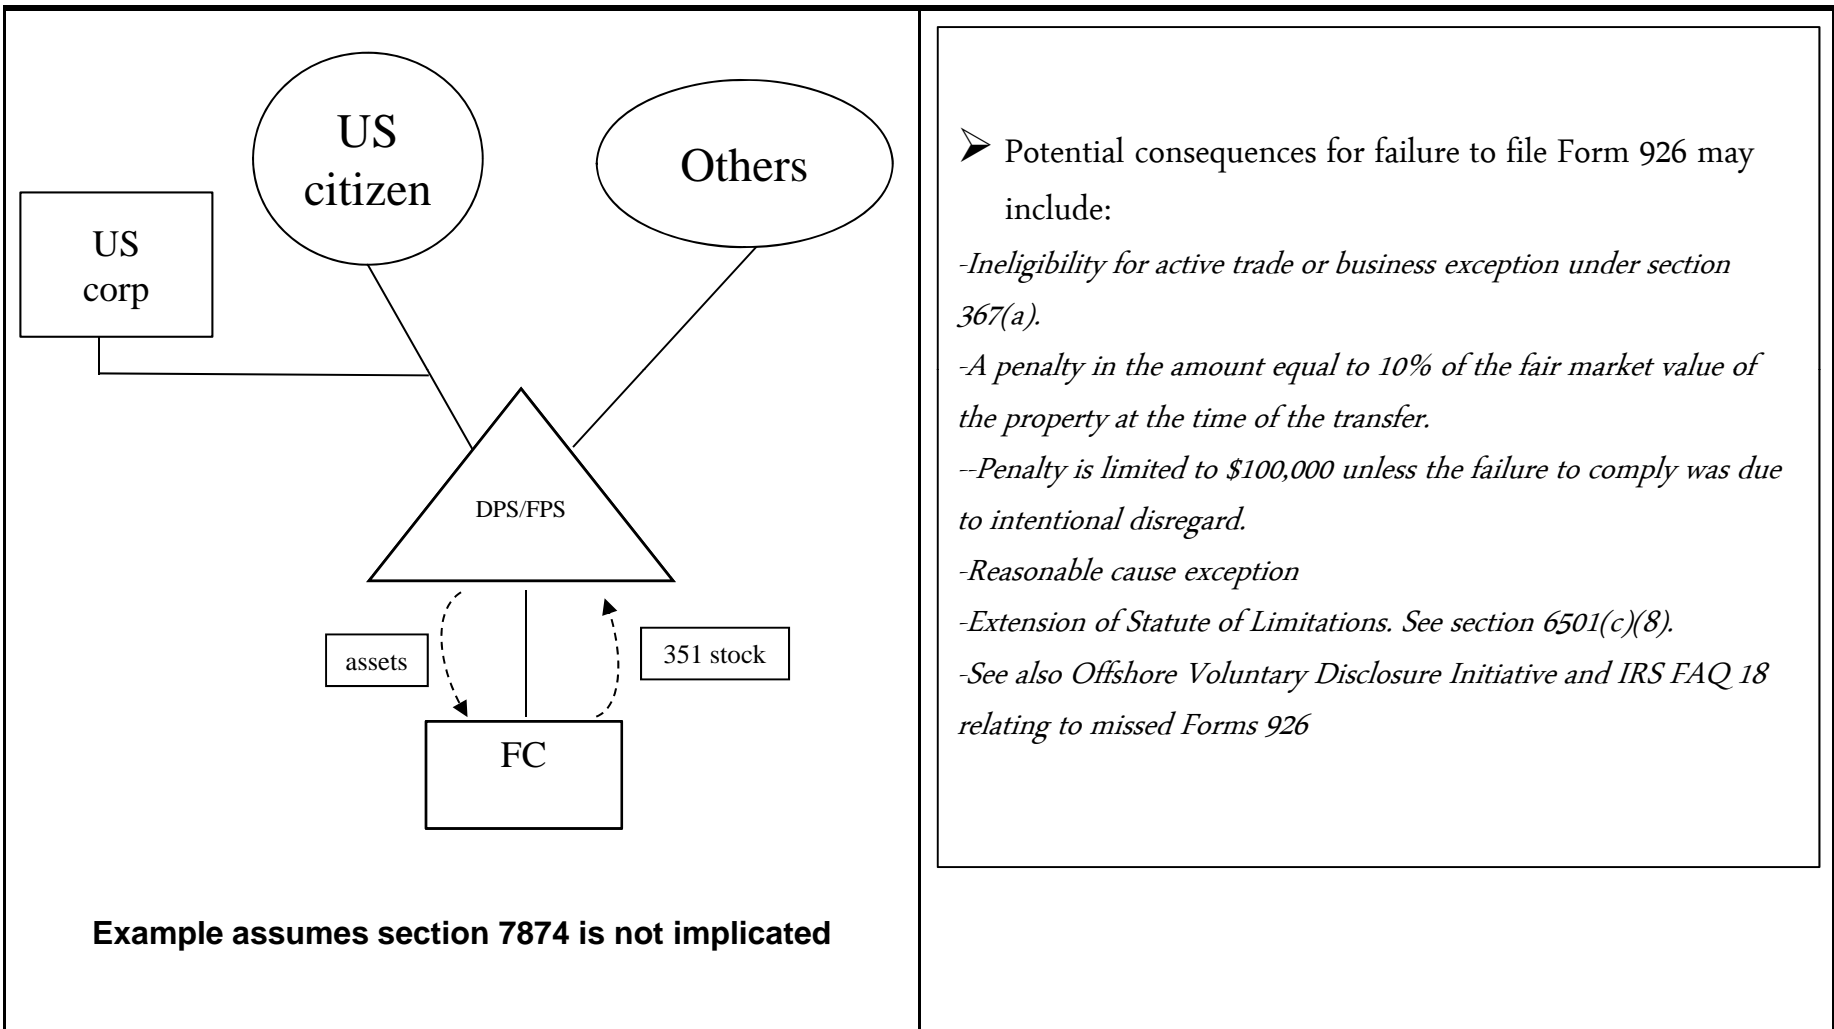 US
citizen
Others
US
corp
DPS/FPS
assets
351 stock
FC
Example assumes section 7874 is not implicated
➢ Potential consequences for failure to file Form 926 may
include:
-Ineligibility for active trade or business exception under section
367(a).
-A penalty in the amount equal to 10% of the fair market value of
the property at the time of the transfer.
--Penalty is limited to $100,000 unless the failure to comply was due
to intentional disregard.
-Reasonable cause exception
-Extension of Statute of Limitations. See section 6501(c)(8).
-See also Offshore Voluntary Disclosure Initiative and IRS FAQ 18
relating to missed Forms 926